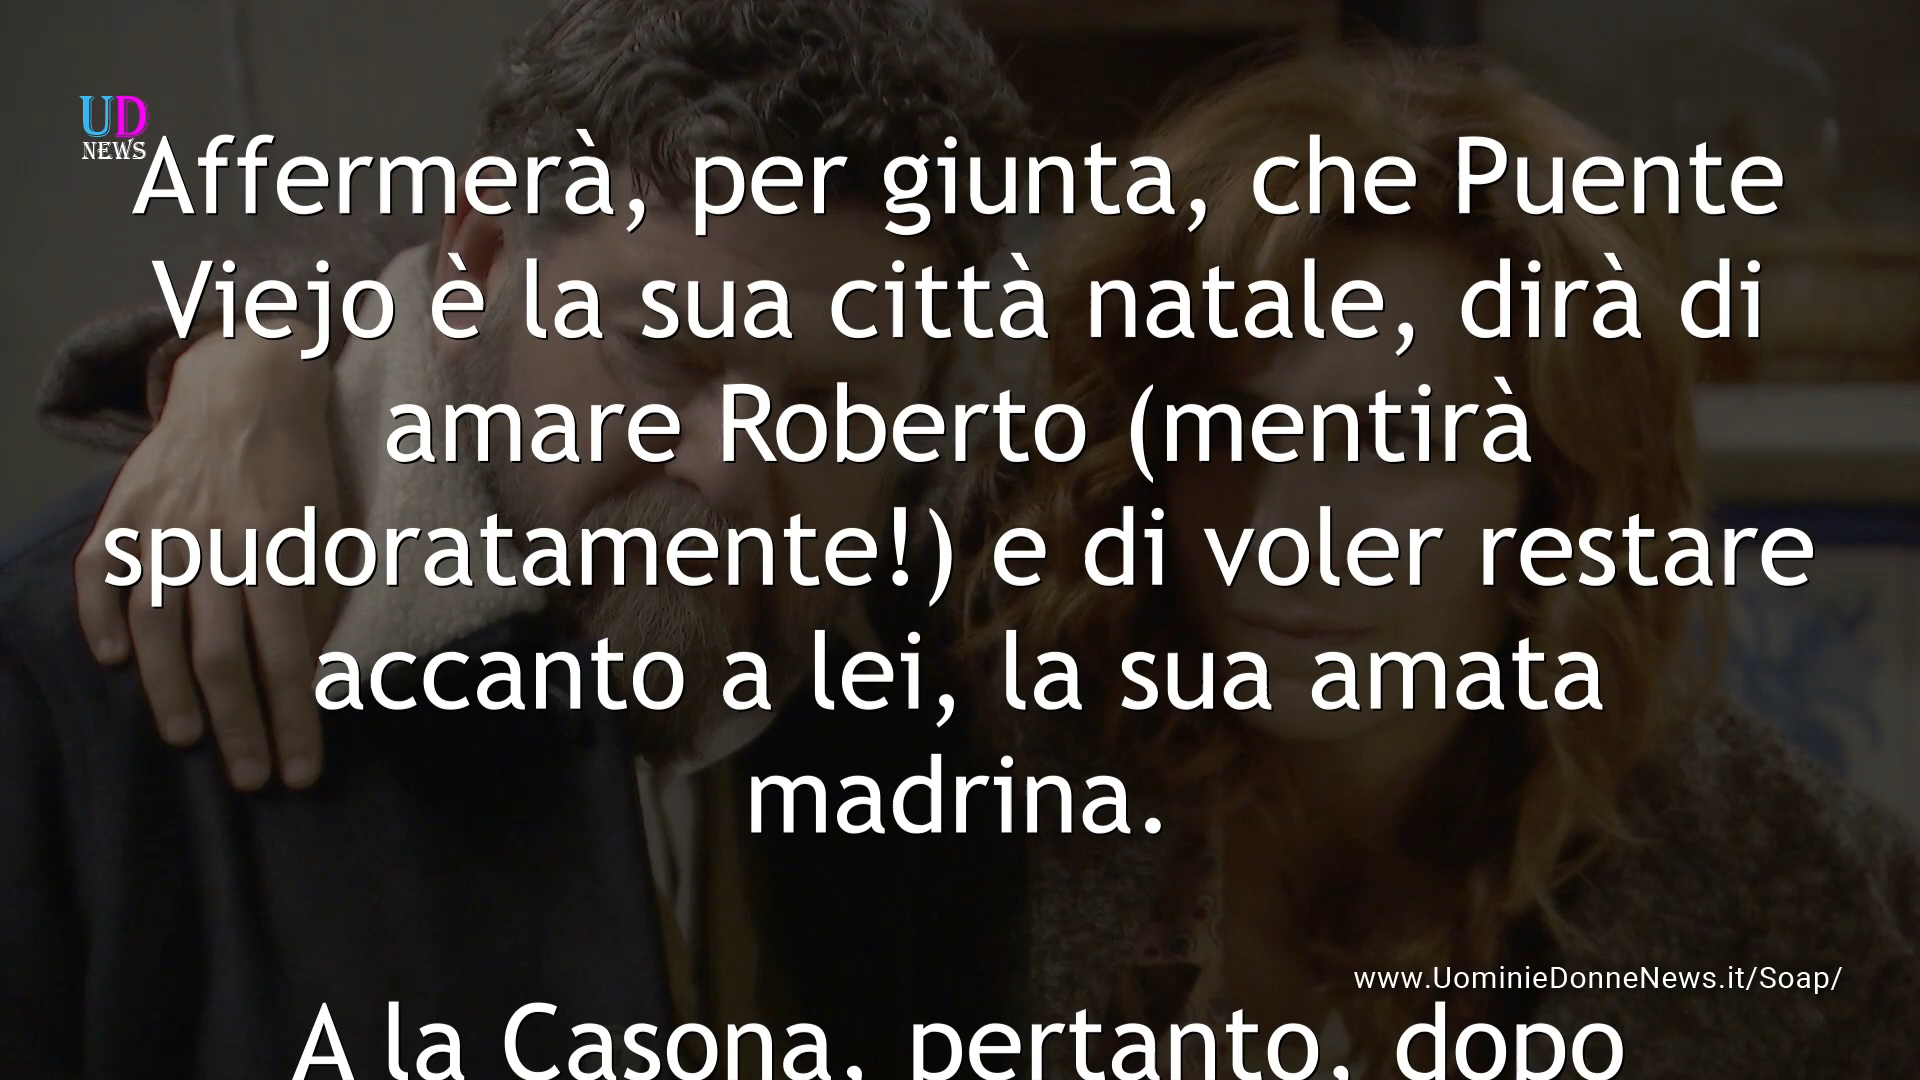 UD
NEWS
Affermerà, per giunta, che Puente
Viejo è la sua città natale, dirà di
amare Roberto (mentirà
spudoratamente!) e di voler restare
accanto a lei, la sua amata
madrina.
www.UominieDonneNews.it/Soap/
A la Casona, pertanto, dopo